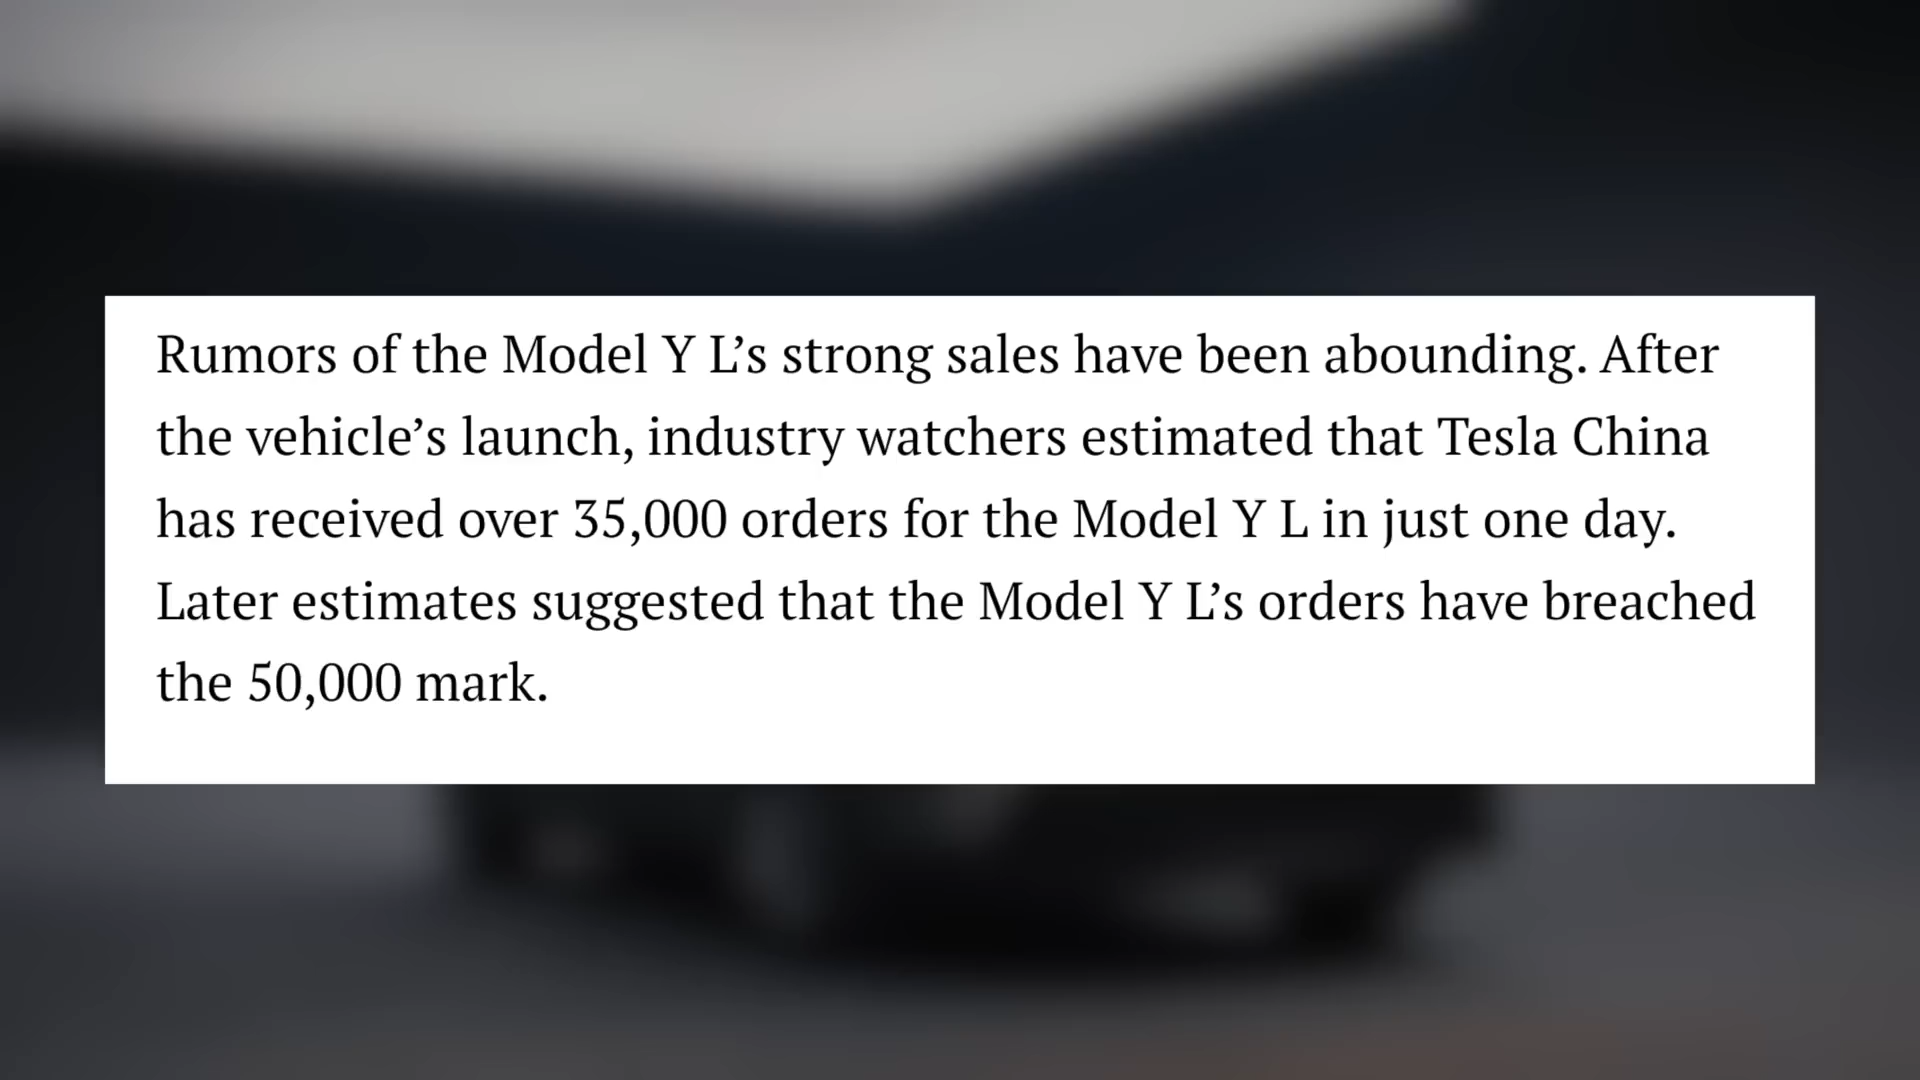 Rumors of the Model Y L’s strong sales have been abounding. After
the vehicle’s launch, industry watchers estimated that Tesla China
has received over 35,000 orders for the Model Y L in just one day.
Later estimates suggested that the Model Y L’s orders have breached
the 50,000 mark.